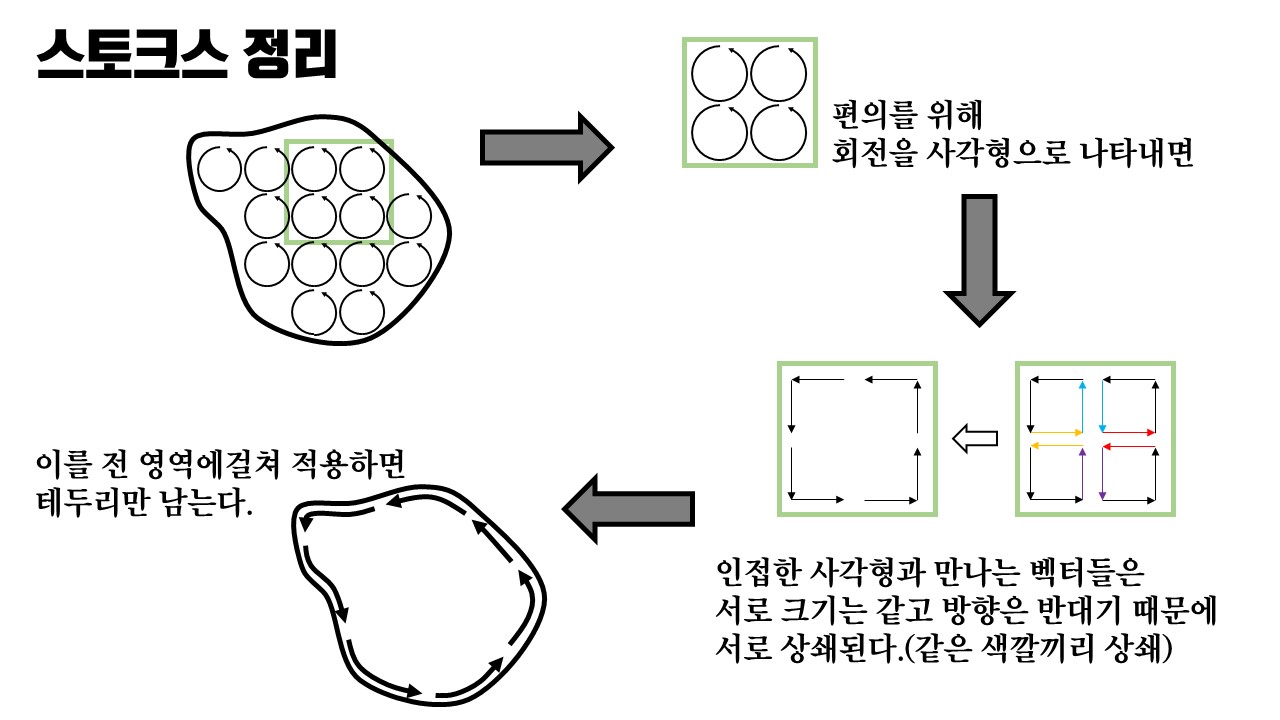 스토크스 정리
편의를 위해
회전을 사각형으로 나타내면
인접한 사각형과 만나는 벡터들은
서로 크기는 같고 방향은 반대기 때문에
서로 상쇄된다.(같은 색깔끼리 상쇄)
이를 전 영역에걸쳐 적용하면
테두리만 남는다.